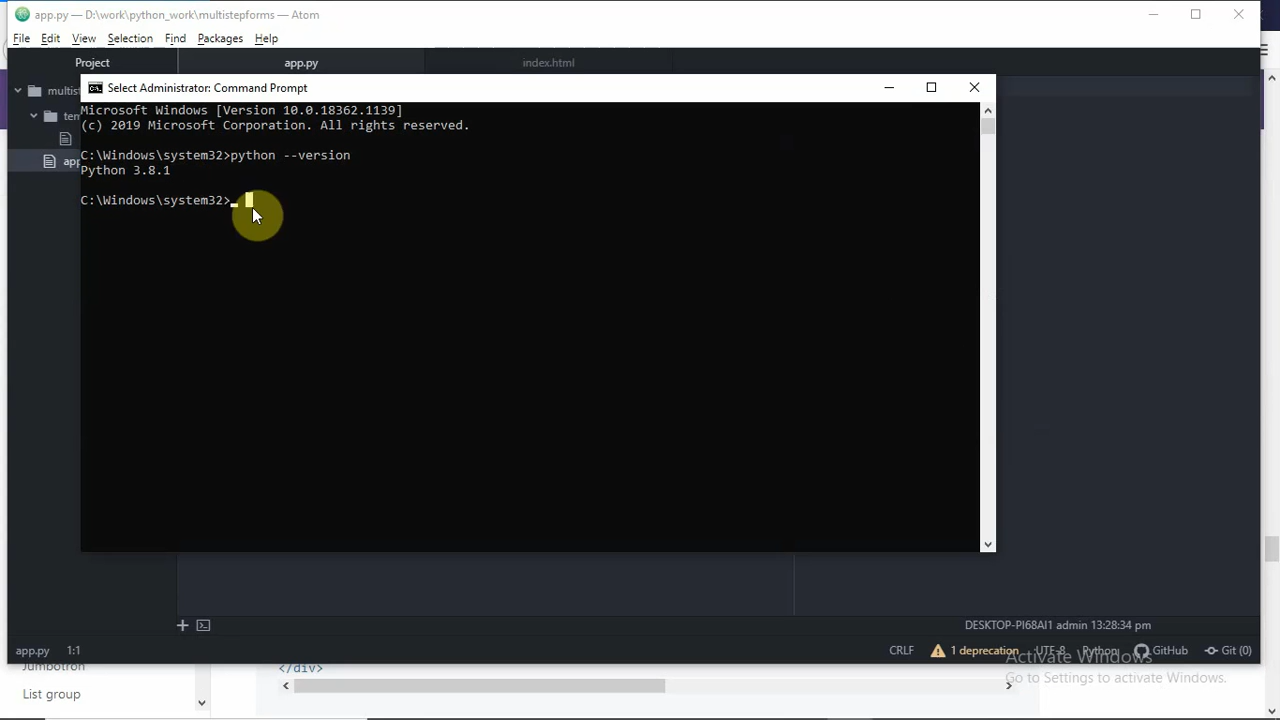 app.py — D:\work\python_work\multistepforms — Atom
File Edit View Selection Find Packages Help
Project
app.py
index.html
Select Administrator: Command Prompt
Microsoft Windows [Version 10.0.18362.1139]
(c) 2019 Microsoft Corporation. All rights reserved.
C:\Windows\system32>python --version
Python 3.8.1
C:\Windows\system32>
DESKTOP-PI68AI1 admin 13:28:34 pm
app.py 1:1
CRLF 1 deprecation UTF-8 Python GitHub Git (0)
Activate Windows
Go to Settings to activate Windows.
Jumbotron
</div>
List group